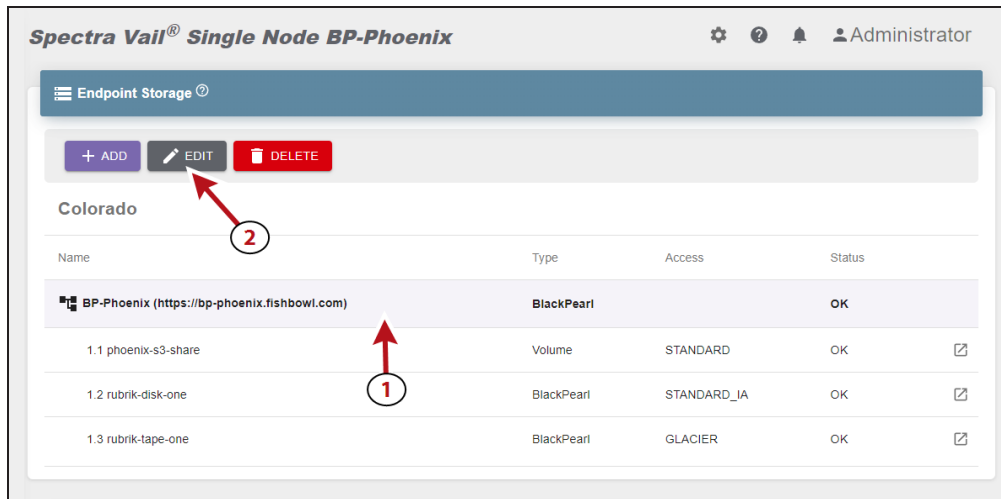 Spectra Vail® Single Node BP-Phoenix
Administrator
Endpoint Storage
ADD EDIT DELETE
Colorado
2
Name Type Access Status
BP-Phoenix (https://bp-phoenix.fishbowl.com) BlackPearl OK
1.1 phoenix-s3-share Volume STANDARD OK
1
1.2 rubrik-disk-one BlackPearl STANDARD_IA OK
1.3 rubrik-tape-one BlackPearl GLACIER OK